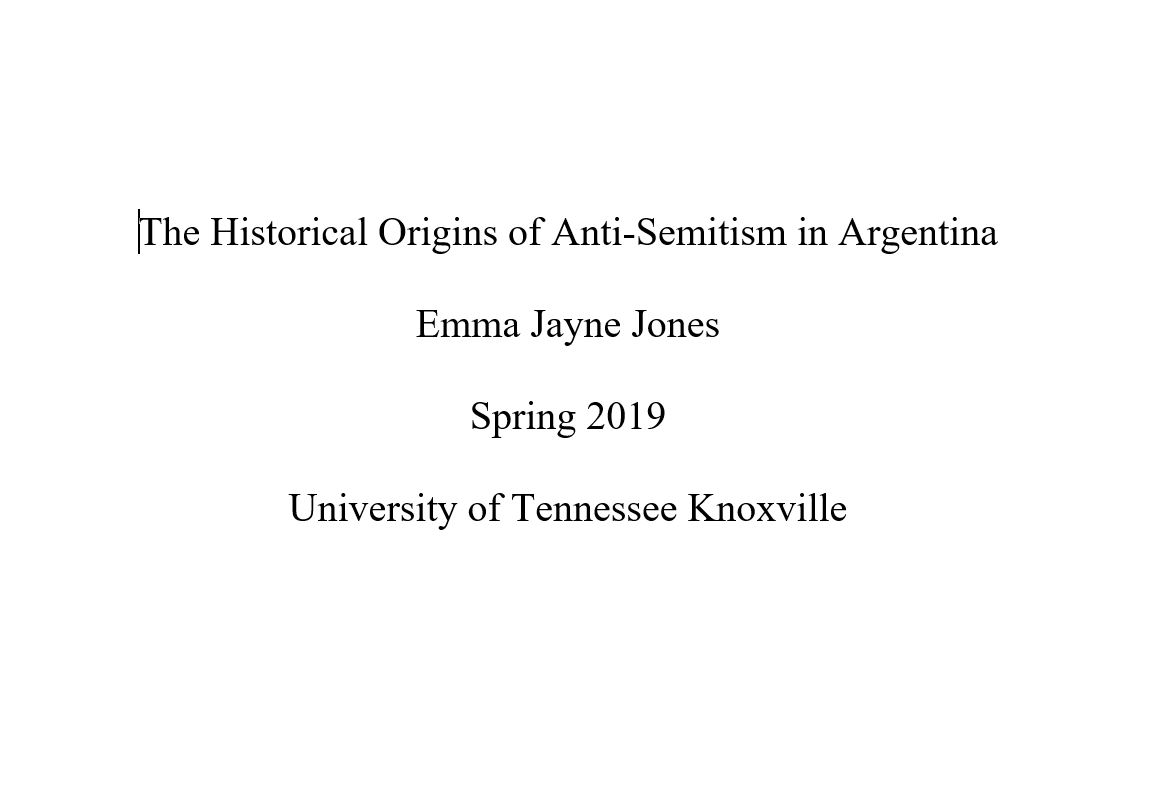 The Historical Origins of Anti-Semitism in Argentina
Emma Jayne Jones
Spring 2019
University of Tennessee Knoxville